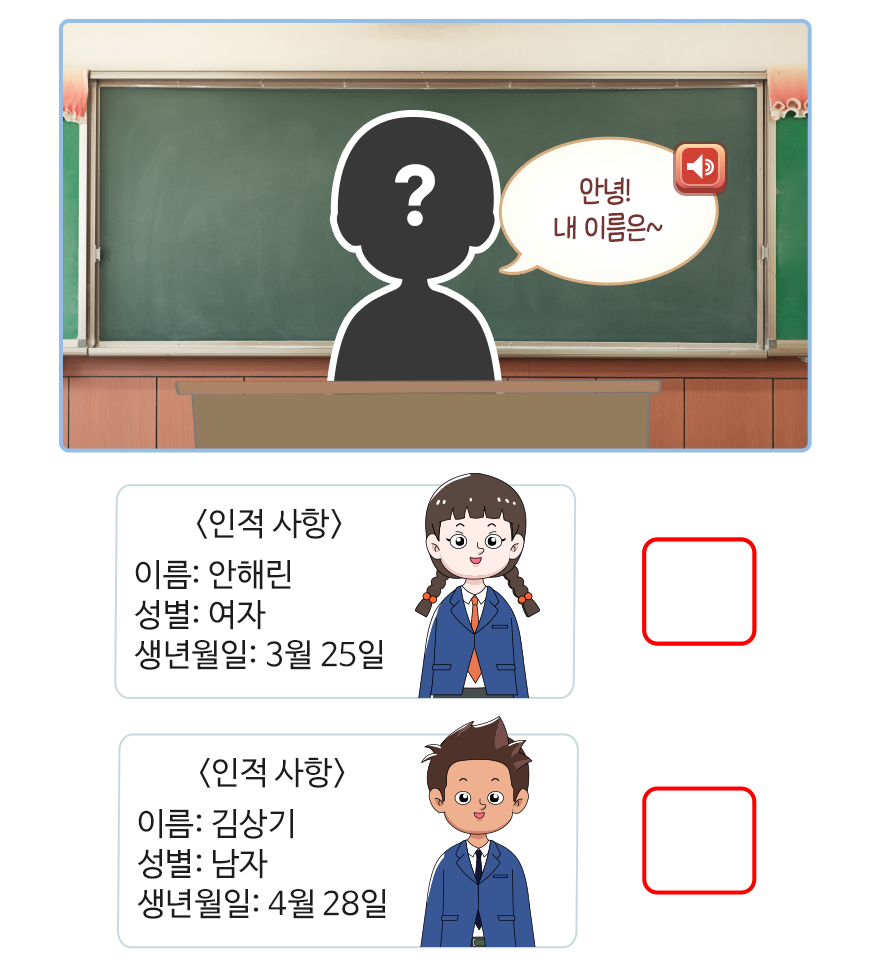 ?
안녕!
내 이름은~
〈인적 사항〉
이름: 안해린
성별: 여자
생년월일: 3월 25일
〈인적 사항〉
이름: 김상기
성별: 남자
생년월일: 4월 28일